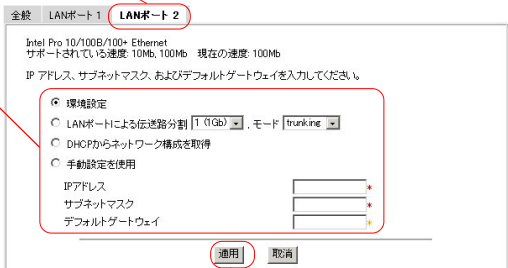 全般 LANポート 1 LANポート 2
Intel Pro 10/100B/100+ Ethernet
サポートされている速度: 10Mb, 100Mb 現在の速度: 100Mb
IP アドレス、サブネットマスク、およびデフォルトゲートウェイを入力してください。
環境設定
LANポートによる伝送路分割 1 (1Gb) , モード trunking
DHCPからネットワーク構成を取得
手動設定を使用
IPアドレス *
サブネットマスク *
デフォルトゲートウェイ *
適用 取消